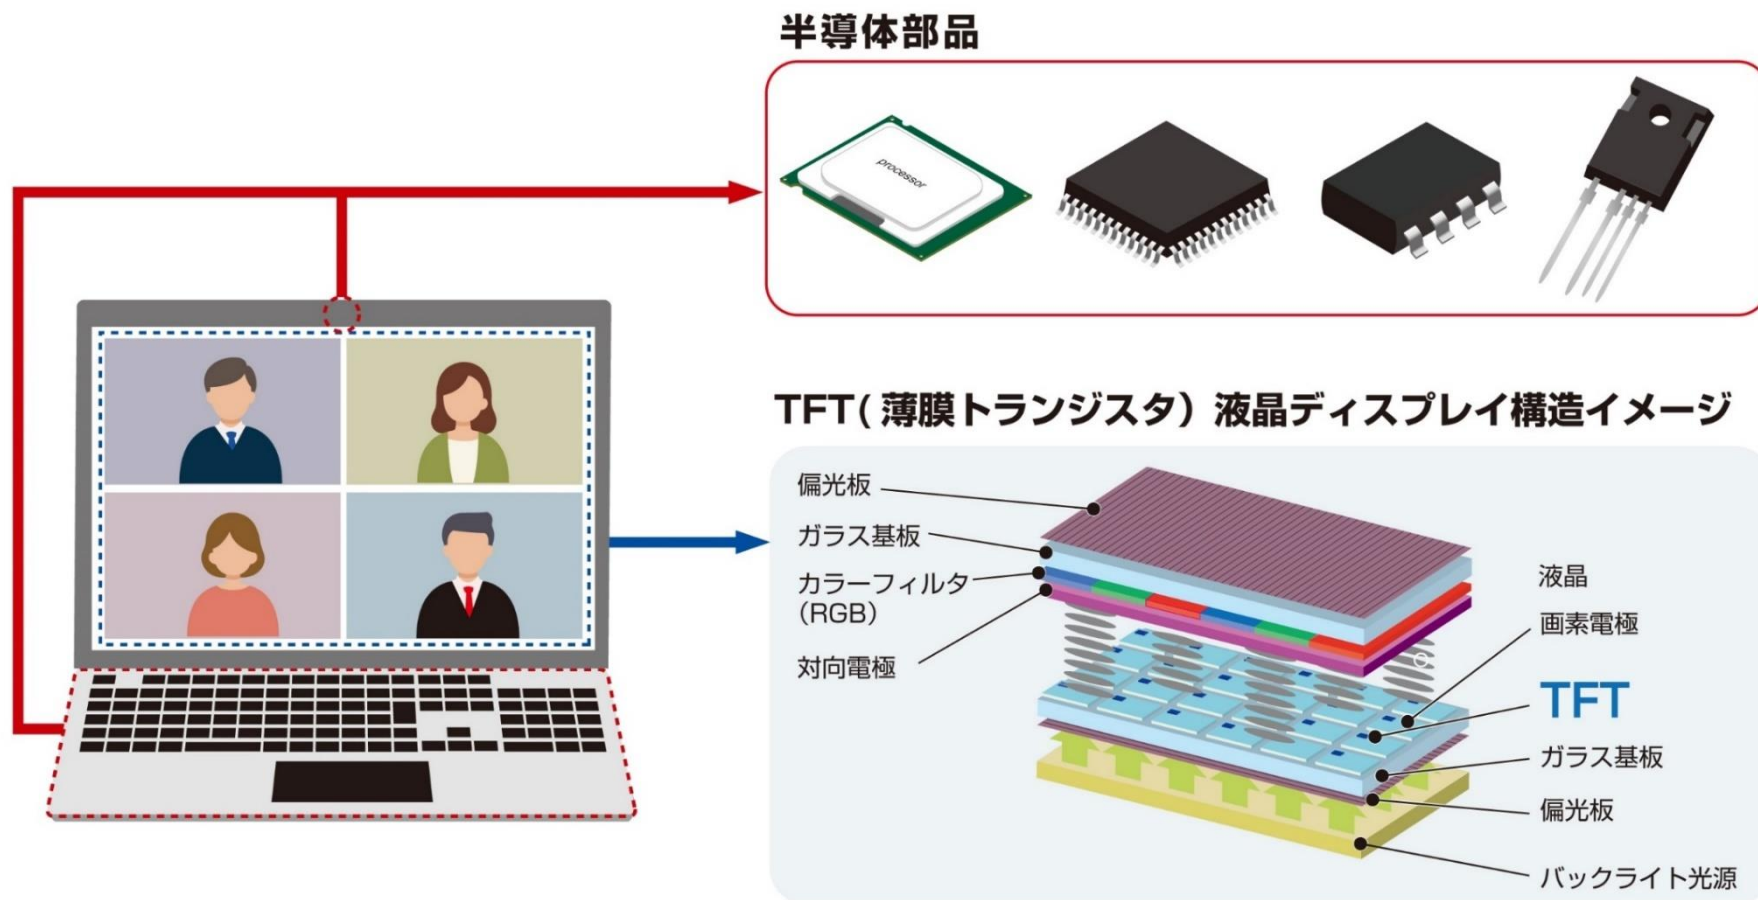 半導体部品
processor
TFT(薄膜トランジスタ）液晶ディスプレイ構造イメージ
偏光板
ガラス基板
カラーフィルタ
(RGB)
対向電極
液晶
画素電極
TFT
ガラス基板
偏光板
バックライト光源